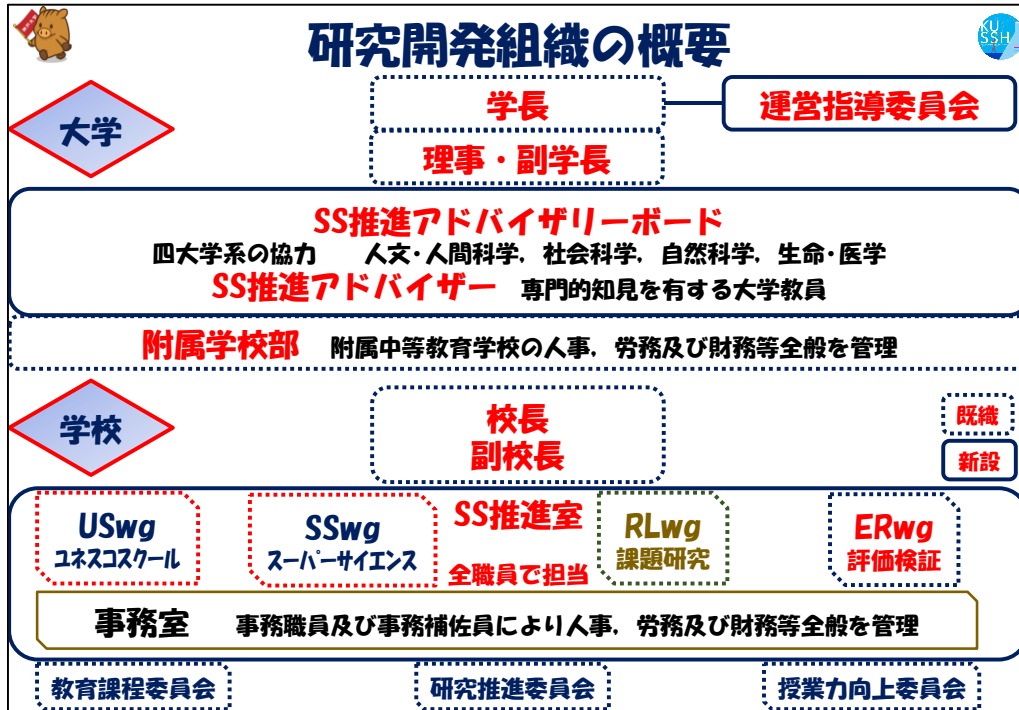 研究開発組織の概要
KU
SSH
大学
学長
運営指導委員会
理事・副学長
SS推進アドバイザリーボード
四大学系の協力 人文・人間科学，社会科学，自然科学，生命・医学
SS推進アドバイザー 専門的知見を有する大学教員
附属学校部 附属中等教育学校の人事，労務及び財務等全般を管理
学校
校長
副校長
既織
新設
SS推進室
全職員で担当
USwg
ユネスコスクール
SSwg
スーパーサイエンス
RLwg
課題研究
ERwg
評価検証
事務室 事務職員及び事務補佐員により人事，労務及び財務等全般を管理
教育課程委員会
研究推進委員会
授業力向上委員会